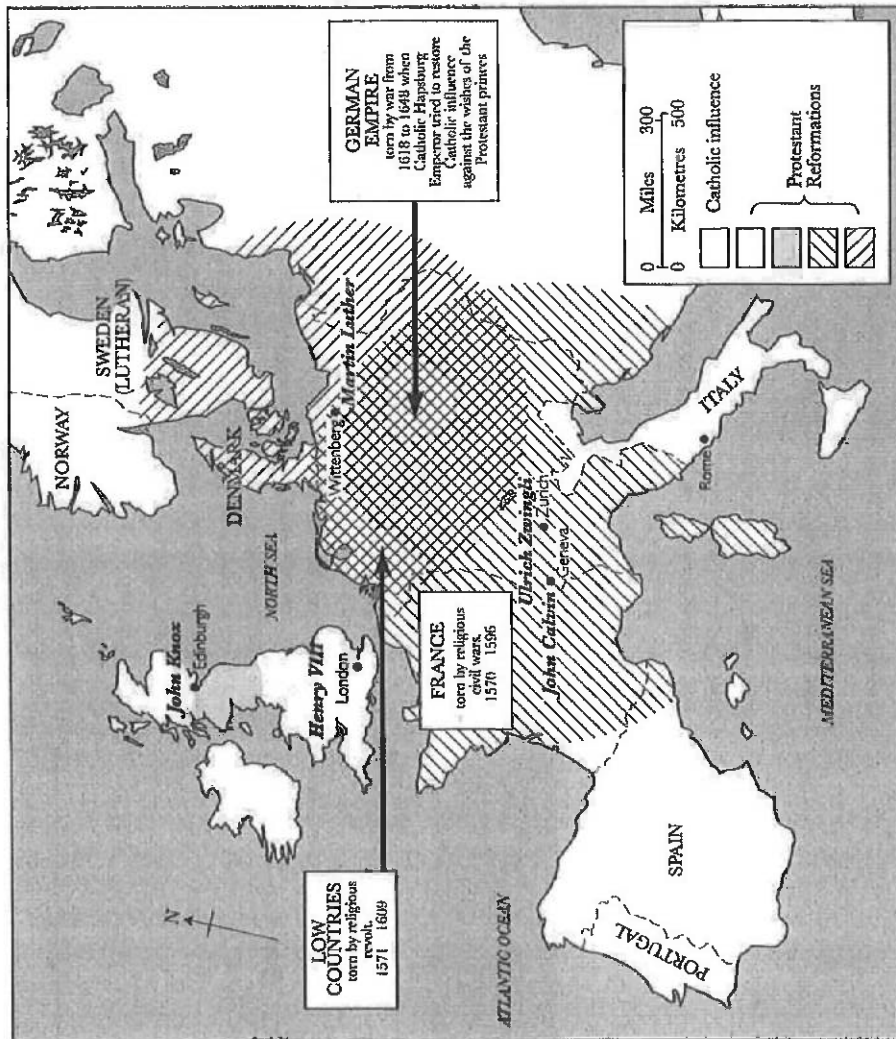 N
NORWAY
SWEDEN
(LUTHERAN)
DENMARK
NORTH SEA
John Knox
Edinburgh
Henry VIII
London
Wittenberg
Martin Luther
LOW
COUNTRIES
torn by religious
revolt.
1571 1609
FRANCE
torn by religious
civil wars.
1570 1596
GERMAN
EMPIRE
torn by war from
1618 to 1648 when
Catholic Hapsburg
Emperor tried to restore
Catholic influence
against the wishes of the
Protestant princes
Ulrich Zwingli
Zurich
John Calvin
Geneva
ATLANTIC OCEAN
PORTUGAL
SPAIN
ITALY
Rome
MEDITERRANEAN SEA
0 Miles 300
0 Kilometres 500
Catholic influence
Protestant
Reformations